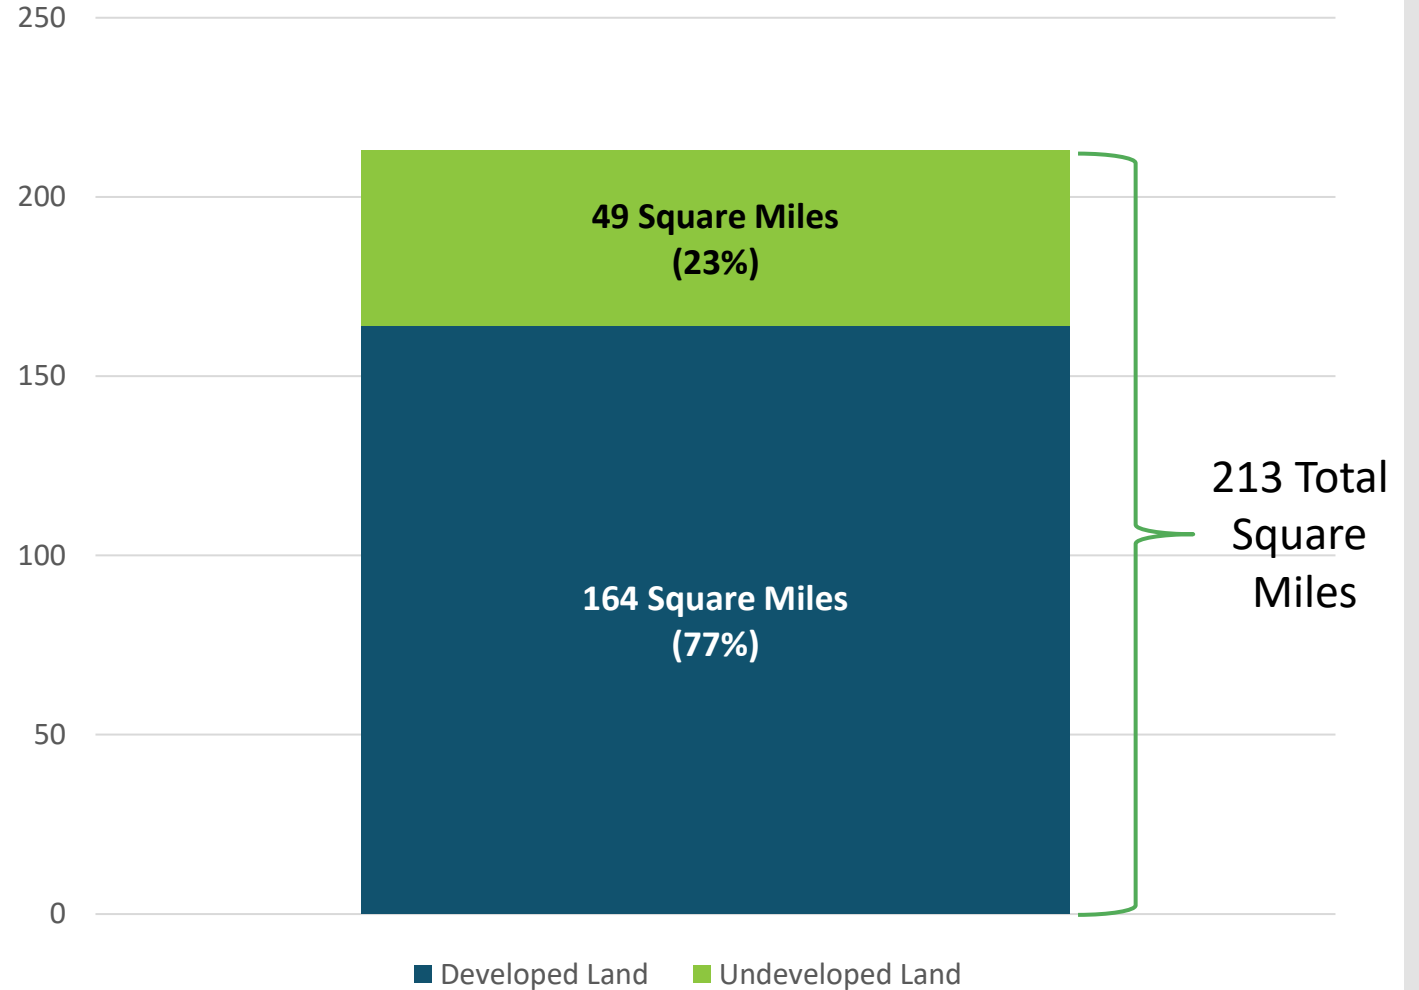 250
200
150
100
50
0
49 Square Miles
(23%)
164 Square Miles
(77%)
213 Total
Square
Miles
Developed Land
Undeveloped Land